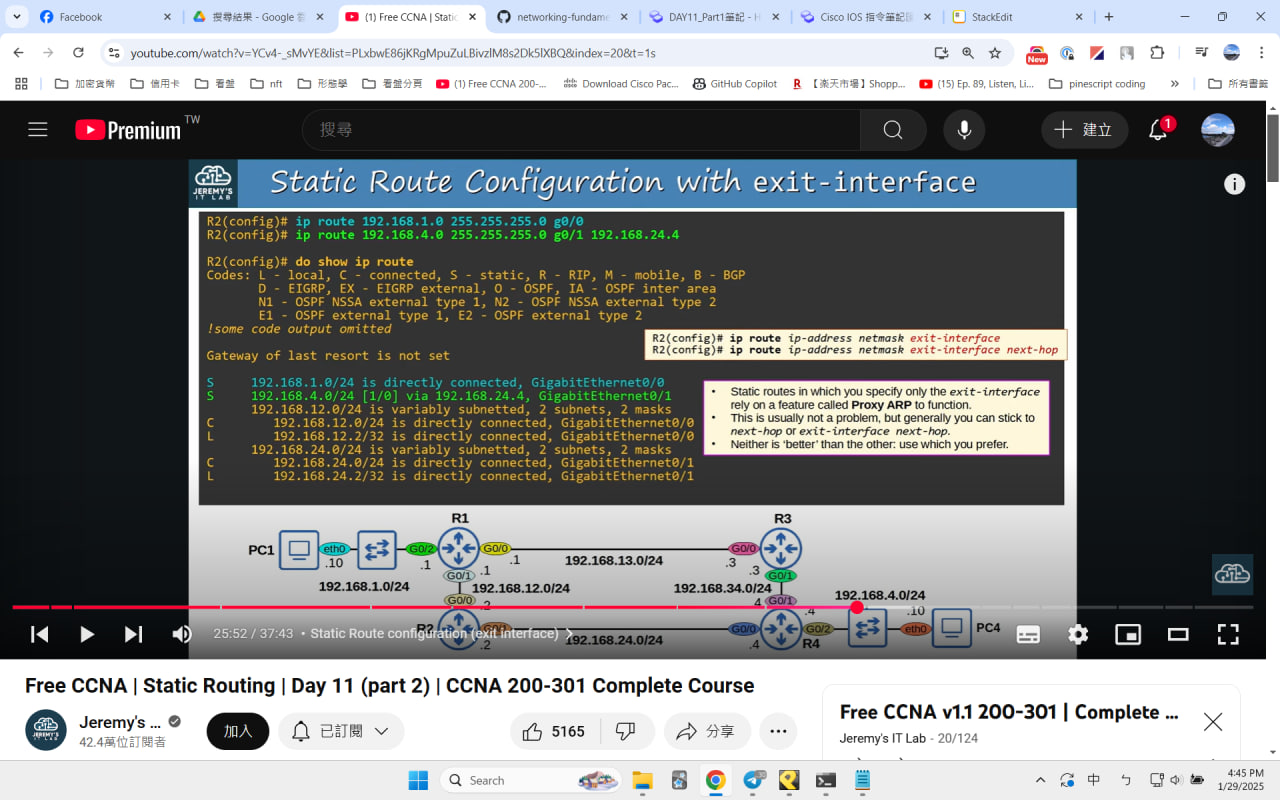 Facebook
搜尋結果 - Google 雲
(1) Free CCNA | Static
networking-fundame
DAY11_Part1筆記 - H
Cisco IOS 指令筆記
StackEdit
youtube.com/watch?v=YCv4-_sMvYE&list=PLxbwE86jKRgMpuZuLBivzlM8s2Dk5lXBQ&index=20&t=1s
New
加密貨幣
信用卡
看盤
nft
形態學
看盤分頁
(1) Free CCNA 200-...
Download Cisco Pac...
GitHub Copilot
【楽天市場】Shopp...
(15) Ep. 89, Listen, Li...
pinescript coding
所有書籤
Premium TW
搜尋
建立
1
JEREMY'S
IT LAB
Static Route Configuration with exit-interface
R2(config)# ip route 192.168.1.0 255.255.255.0 g0/0
R2(config)# ip route 192.168.4.0 255.255.255.0 g0/1 192.168.24.4
R2(config)# do show ip route
Codes: L - local, C - connected, S - static, R - RIP, M - mobile, B - BGP
D - EIGRP, EX - EIGRP external, O - OSPF, IA - OSPF inter area
N1 - OSPF NSSA external type 1, N2 - OSPF NSSA external type 2
E1 - OSPF external type 1, E2 - OSPF external type 2
!some code output omitted
Gateway of last resort is not set
R2(config)# ip route ip-address netmask exit-interface
R2(config)# ip route ip-address netmask exit-interface next-hop
S 192.168.1.0/24 is directly connected, GigabitEthernet0/0
S 192.168.4.0/24 [1/0] via 192.168.24.4, GigabitEthernet0/1
192.168.12.0/24 is variably subnetted, 2 subnets, 2 masks
C 192.168.12.0/24 is directly connected, GigabitEthernet0/0
L 192.168.12.2/32 is directly connected, GigabitEthernet0/0
192.168.24.0/24 is variably subnetted, 2 subnets, 2 masks
C 192.168.24.0/24 is directly connected, GigabitEthernet0/1
L 192.168.24.2/32 is directly connected, GigabitEthernet0/1
• Static routes in which you specify only the exit-interface
rely on a feature called Proxy ARP to function.
• This is usually not a problem, but generally you can stick to
next-hop or exit-interface next-hop.
• Neither is 'better' than the other: use which you prefer.
R1
R3
PC1
eth0
G0/2
G0/0
G0/0
.10
.1
.1
.1
192.168.13.0/24
.3
.3
G0/1
G0/1
192.168.1.0/24
192.168.12.0/24
192.168.34.0/24
192.168.4.0/24
G0/0
.2
.4
G0/1
.4
.10
R2
G0/0
G0/2
eth0
PC4
.2
192.168.24.0/24
.4
R4
25:52 / 37:43 • Static Route configuration (exit interface)
Free CCNA | Static Routing | Day 11 (part 2) | CCNA 200-301 Complete Course
Jeremy's ...
42.4萬位訂閱者
加入
已訂閱
5165
分享
Free CCNA v1.1 200-301 | Complete ...
Jeremy's IT Lab - 20/124
Search
中
4:45 PM
1/29/2025